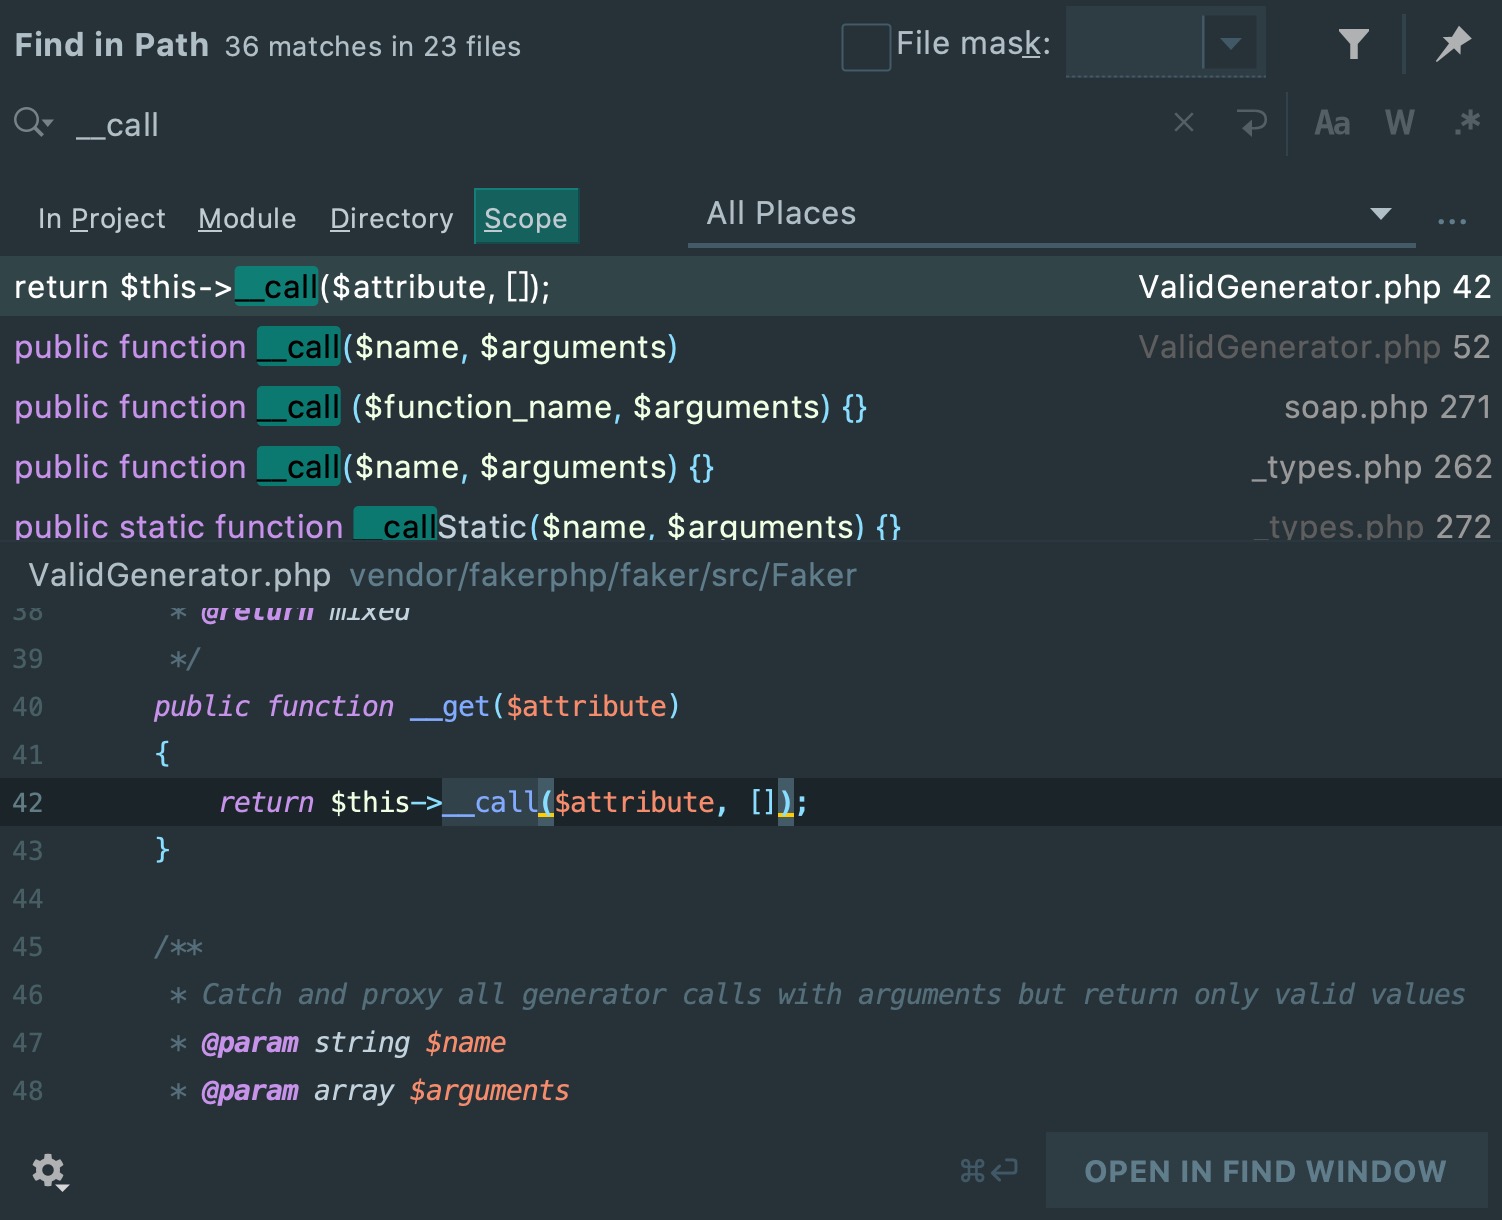 Find in Path 36 matches in 23 files File mask:
__call Aa W .*
In Project Module Directory Scope All Places ...
return $this->__call($attribute, []); ValidGenerator.php 42
public function __call($name, $arguments) ValidGenerator.php 52
public function __call ($function_name, $arguments) {} soap.php 271
public function __call($name, $arguments) {} _types.php 262
public static function __callStatic($name, $arguments) {} _types.php 272
ValidGenerator.php vendor/fakerphp/faker/src/Faker
38 * @return mixed
39 */
40 public function __get($attribute)
41 {
42 return $this->__call($attribute, []);
43 }
44
45 /**
46 * Catch and proxy all generator calls with arguments but return only valid values
47 * @param string $name
48 * @param array $arguments
⌘⏎ OPEN IN FIND WINDOW